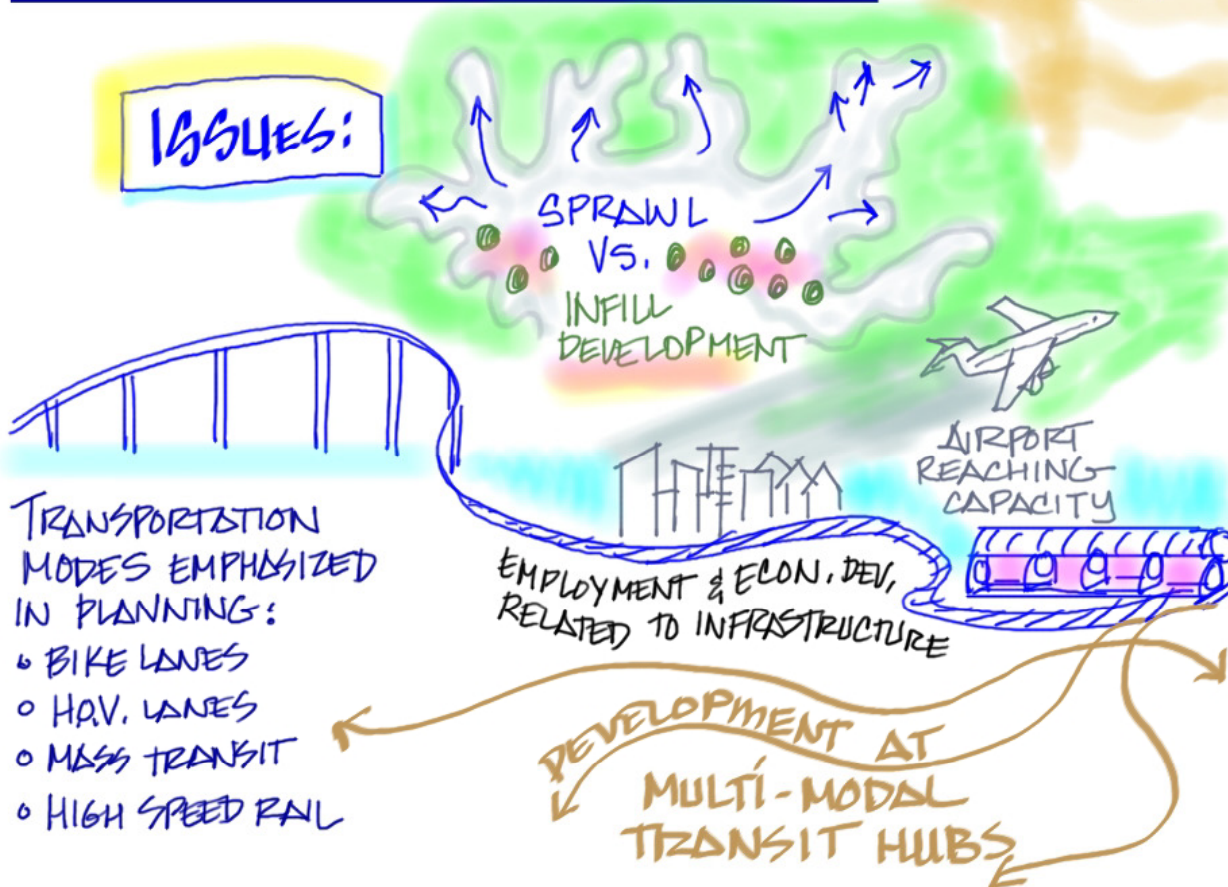 ISSUES:
SPRAWL
VS.
INFILL
DEVELOPMENT
AIRPORT
REACHING
CAPACITY
TRANSPORTATION
MODES EMPHASIZED
IN PLANNING:
• BIKE LANES
• H.O.V. LANES
• MASS TRANSIT
• HIGH SPEED RAIL
EMPLOYMENT & ECON. DEV.
RELATED TO INFRASTRUCTURE
DEVELOPMENT AT
MULTI-MODAL
TRANSIT HUBS